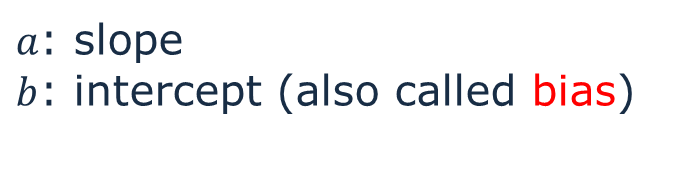 a: slope
b: intercept (also called bias)